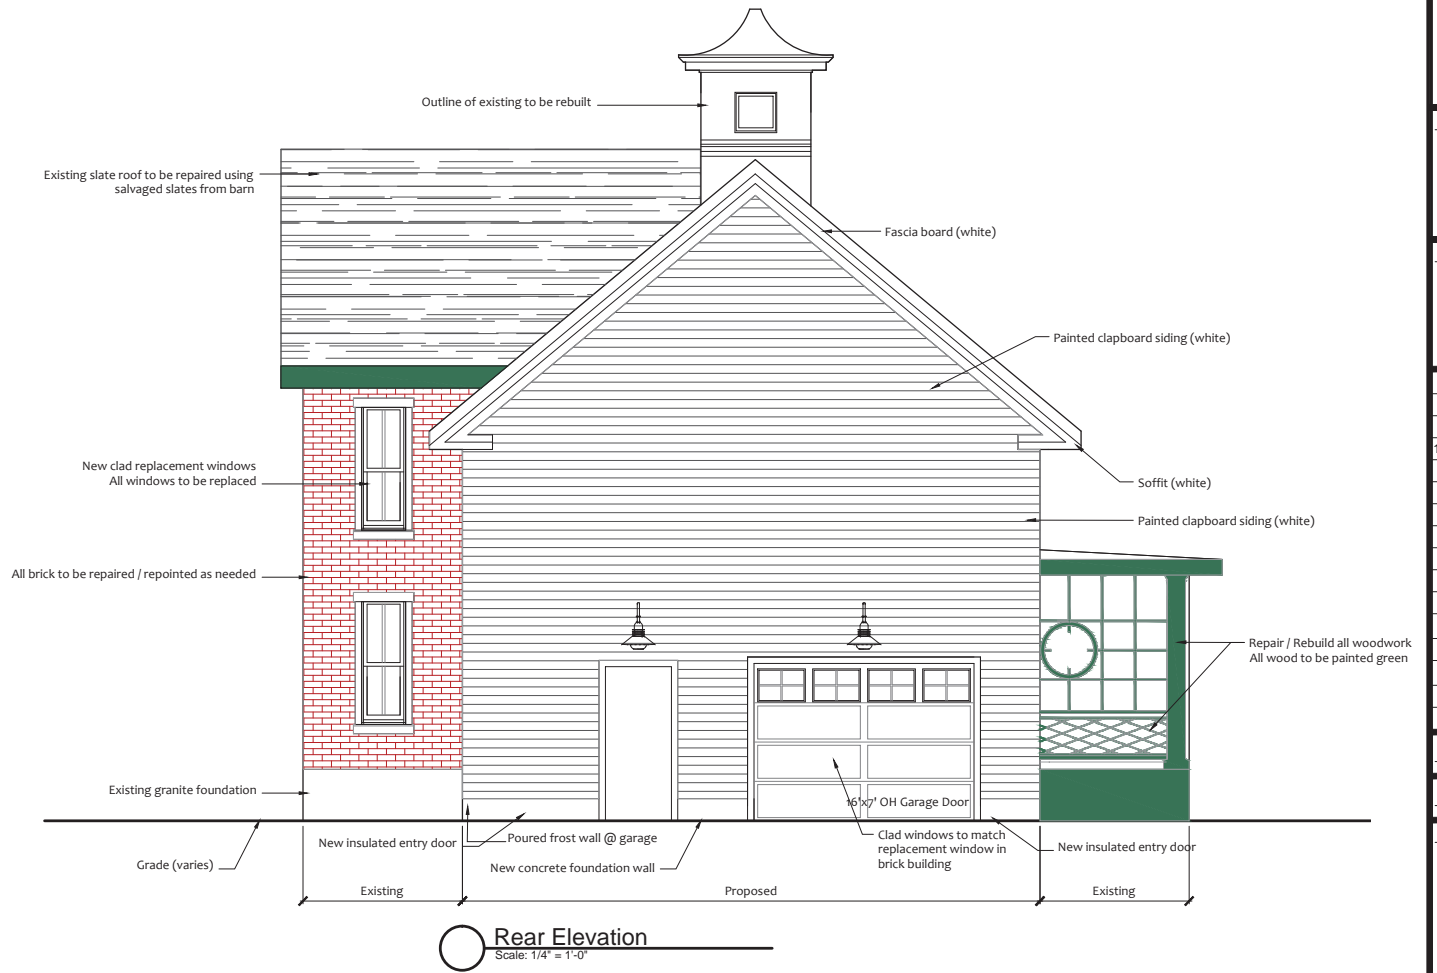 Outline of existing to be rebuilt
Existing slate roof to be repaired using
salvaged slates from barn
Fascia board (white)
Painted clapboard siding (white)
New clad replacement windows
All windows to be replaced
Soffit (white)
Painted clapboard siding (white)
All brick to be repaired / repointed as needed
Repair / Rebuild all woodwork
All wood to be painted green
Existing granite foundation
16'x7' OH Garage Door
New insulated entry door
Poured frost wall @ garage
Clad windows to match
replacement window in
brick building
New insulated entry door
Grade (varies)
New concrete foundation wall
Existing
Proposed
Existing
Rear Elevation
Scale: 1/4" = 1'-0"